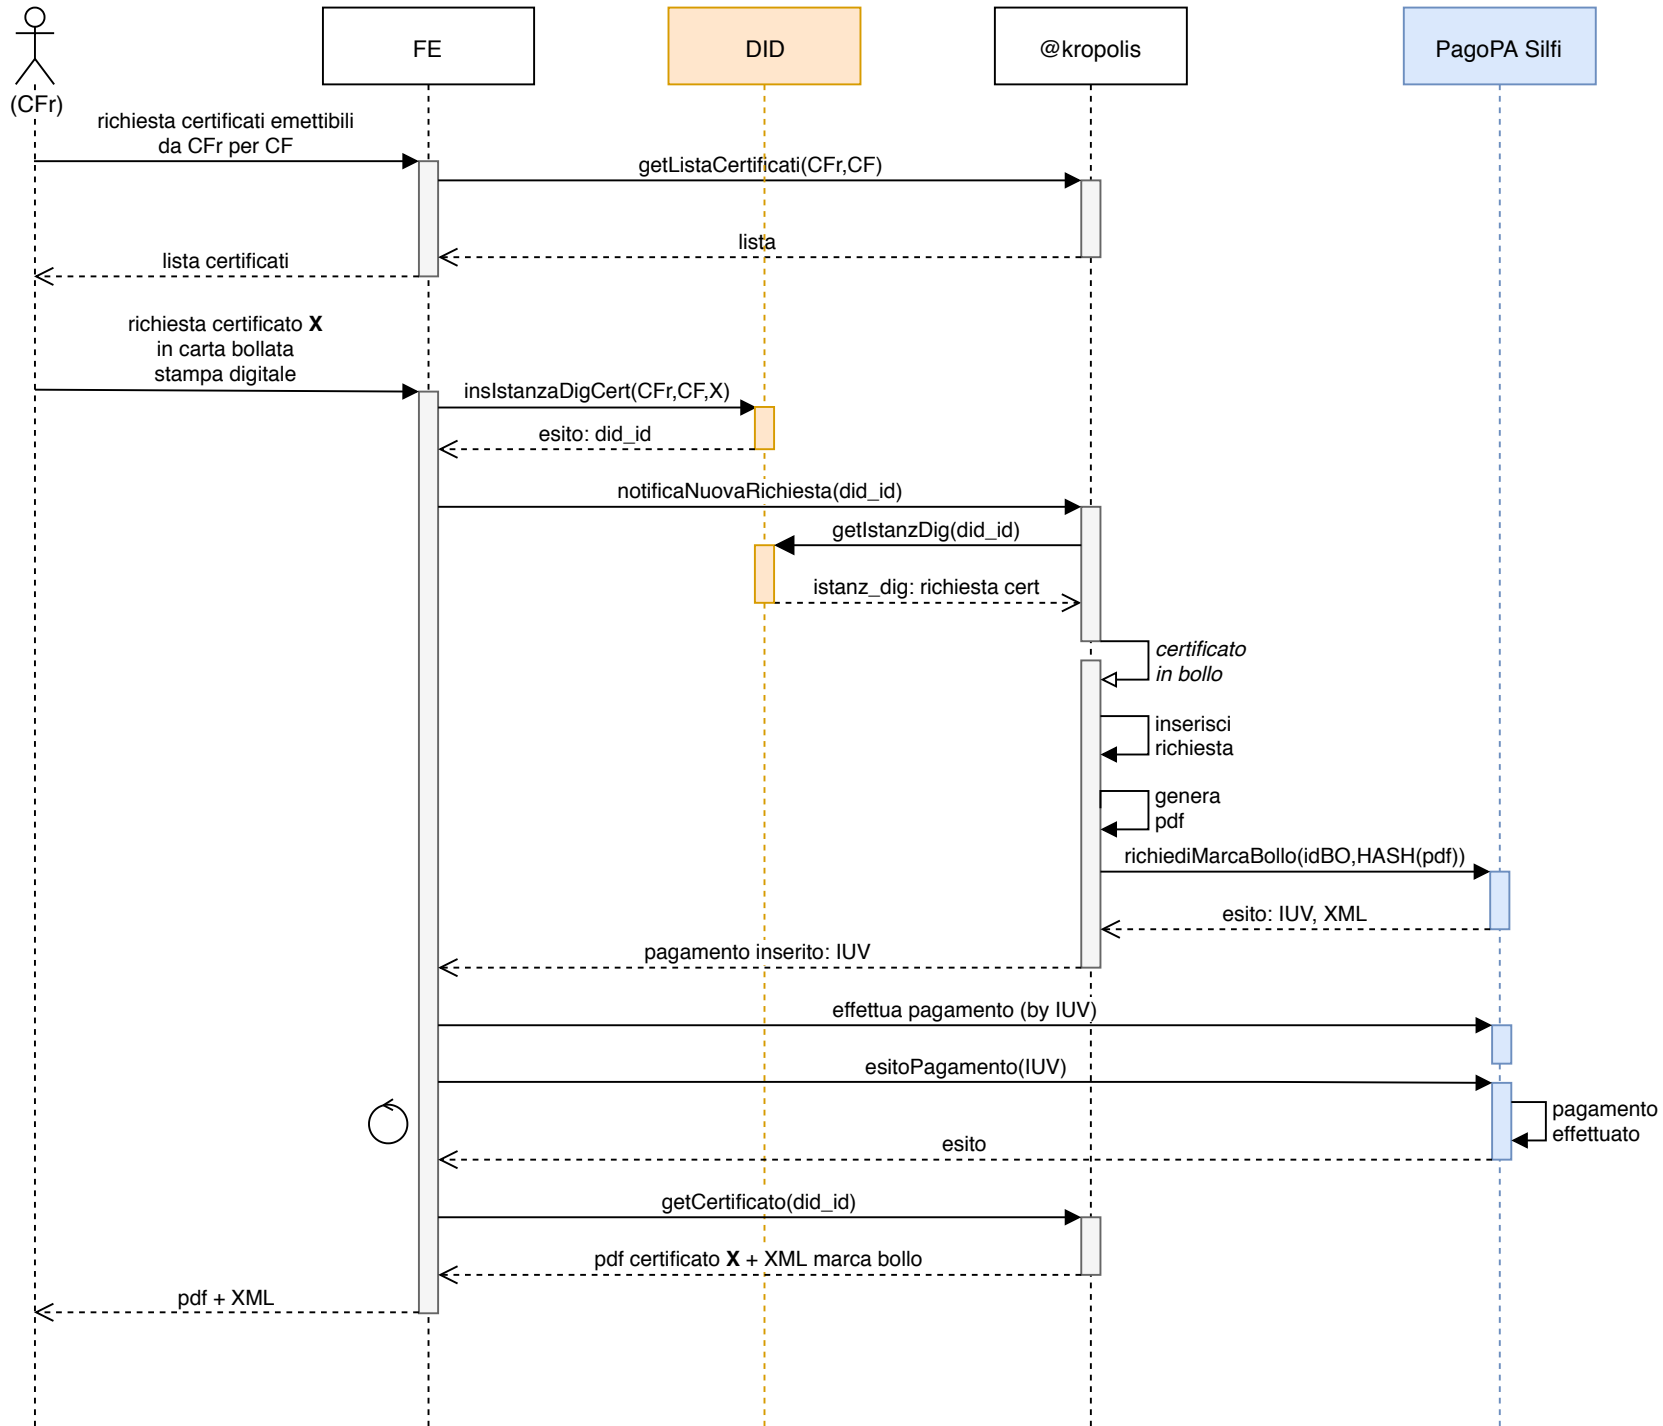 FE
DID
@kropolis
PagoPA Silfi
(CFr)
richiesta certificati emettibili
da CFr per CF
getListaCertificati(CFr,CF)
lista
lista certificati
richiesta certificato X
in carta bollata
stampa digitale
insIstanzaDigCert(CFr,CF,X)
esito: did_id
notificaNuovaRichiesta(did_id)
getIstanzDig(did_id)
istanz_dig: richiesta cert
certificato
in bollo
inserisci
richiesta
genera
pdf
richiediMarcaBollo(idBO,HASH(pdf))
esito: IUV, XML
pagamento inserito: IUV
effettua pagamento (by IUV)
esitoPagamento(IUV)
pagamento
effettuato
esito
getCertificato(did_id)
pdf certificato X + XML marca bollo
pdf + XML